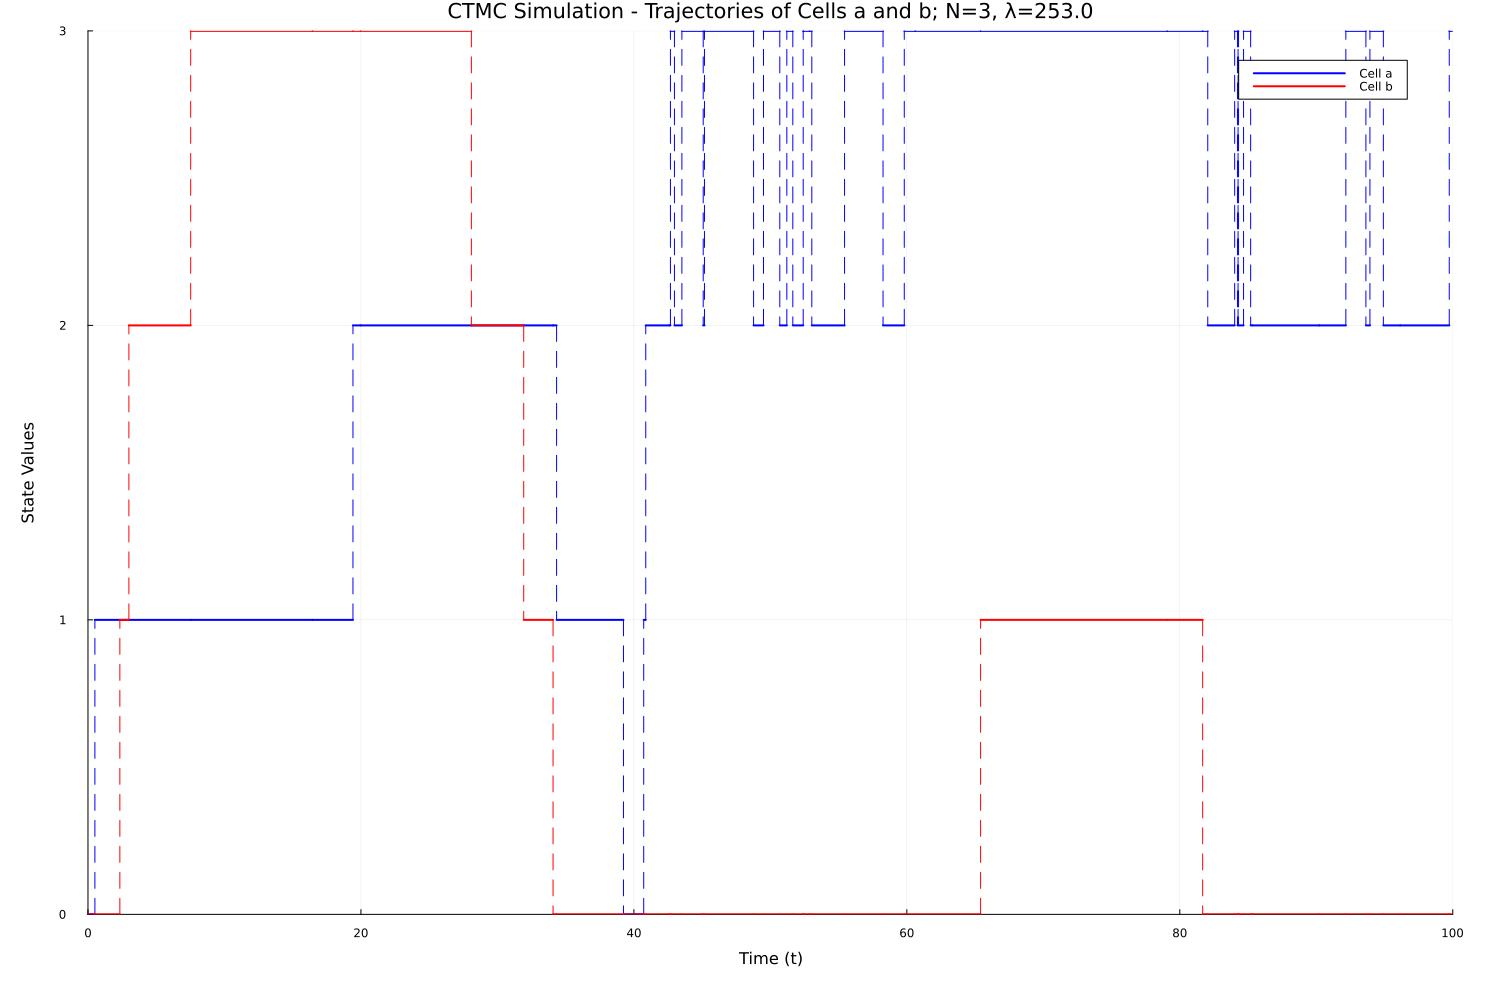 CTMC Simulation - Trajectories of Cells a and b; N=3, λ=253.0
3
Cell a
Cell b
2
State Values
1
0
0 20 40 60 80 100
Time (t)